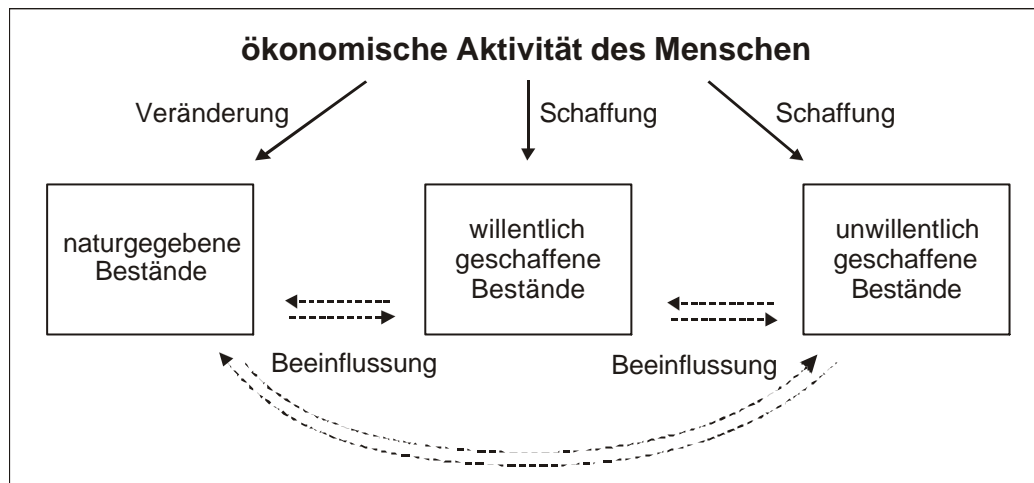 ökonomische Aktivität des Menschen
Veränderung
Schaffung
Schaffung
naturgegebene
Bestände
willentlich
geschaffene
Bestände
unwillentlich
geschaffene
Bestände
Beeinflussung
Beeinflussung